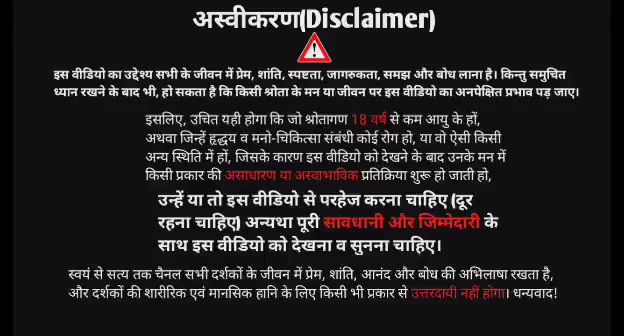 अस्वीकरण(Disclaimer)
इस वीडियो का उद्देश्य सभी के जीवन में प्रेम, शांति, स्पष्टता, जागरुकता, समझ और बोध लाना है। किन्तु समुचित
ध्यान रखने के बाद भी, हो सकता है कि किसी श्रोता के मन या जीवन पर इस वीडियो का अनपेक्षित प्रभाव पड़ जाए।
इसलिए, उचित यही होगा कि जो श्रोतागण 18 वर्ष से कम आयु के हों,
अथवा जिन्हें हृद्धय व मनो-चिकित्सा संबंधी कोई रोग हो, या वो ऐसी किसी
अन्य स्थिति में हों, जिसके कारण इस वीडियो को देखने के बाद उनके मन में
किसी प्रकार की असाधारण या अस्वाभाविक प्रतिक्रिया शुरू हो जाती हो,
उन्हें या तो इस वीडियो से परहेज करना चाहिए (दूर
रहना चाहिए) अन्यथा पूरी सावधानी और जिम्मेदारी के
साथ इस वीडियो को देखना व सुनना चाहिए।
स्वयं से सत्य तक चैनल सभी दर्शकों के जीवन में प्रेम, शांति, आनंद और बोध की अभिलाषा रखता है,
और दर्शकों की शारीरिक एवं मानसिक हानि के लिए किसी भी प्रकार से उत्तरदायी नहीं होगा। धन्यवाद!